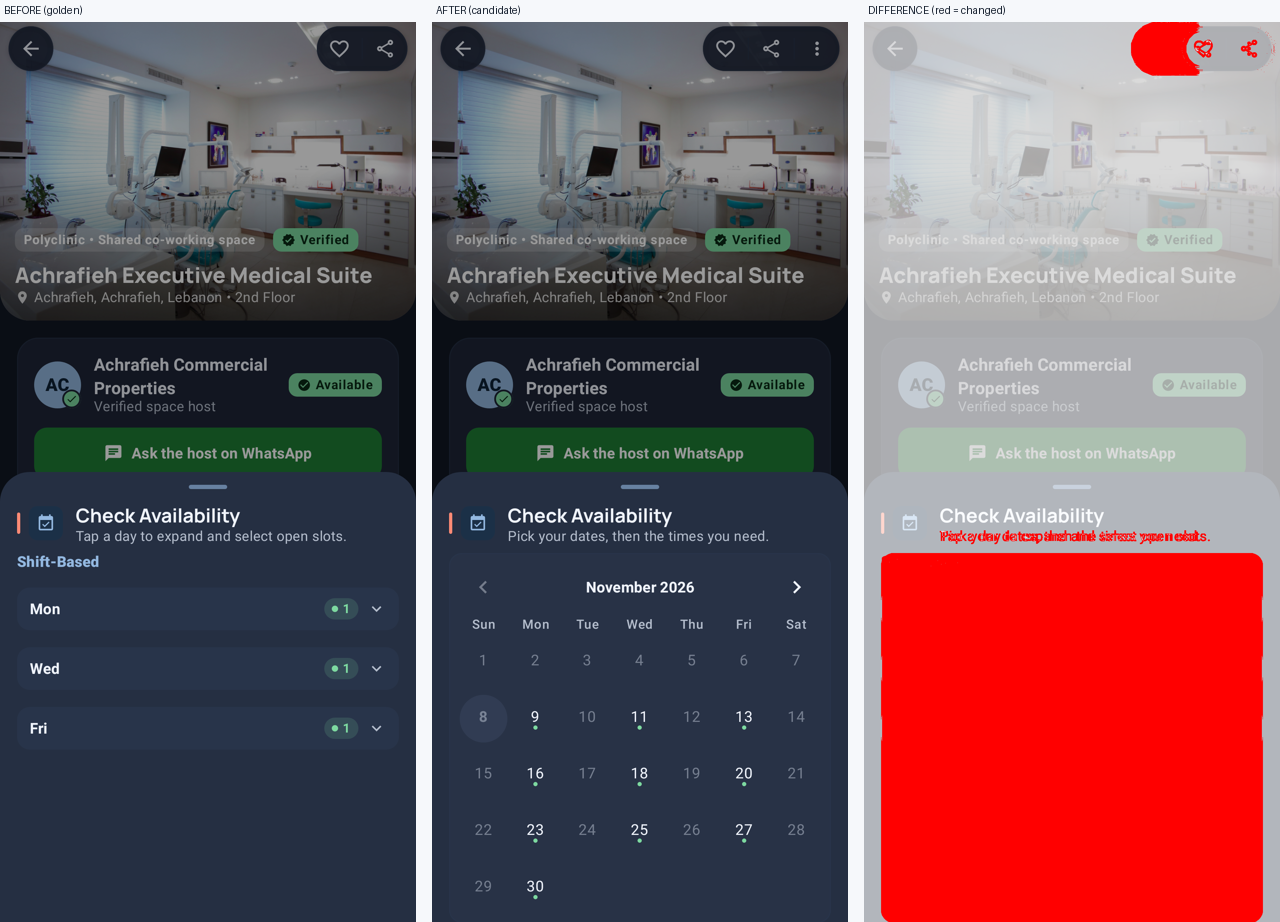 BEFORE (golden)
AFTER (candidate)
DIFFERENCE (red = changed)
Polyclinic • Shared co-working space
Verified
Achrafieh Executive Medical Suite
Achrafieh, Achrafieh, Lebanon • 2nd Floor
AC
Achrafieh Commercial
Properties
Verified space host
Available
Ask the host on WhatsApp
Check Availability
Tap a day to expand and select open slots.
Shift-Based
Mon
1
Wed
1
Fri
1
Polyclinic • Shared co-working space
Verified
Achrafieh Executive Medical Suite
Achrafieh, Achrafieh, Lebanon • 2nd Floor
AC
Achrafieh Commercial
Properties
Verified space host
Available
Ask the host on WhatsApp
Check Availability
Pick your dates, then the times you need.
November 2026
Sun Mon Tue Wed Thu Fri Sat
1 2 3 4 5 6 7
8 9 10 11 12 13 14
15 16 17 18 19 20 21
22 23 24 25 26 27 28
29 30
Polyclinic • Shared co-working space
Verified
Achrafieh Executive Medical Suite
Achrafieh, Achrafieh, Lebanon • 2nd Floor
AC
Achrafieh Commercial
Properties
Verified space host
Available
Ask the host on WhatsApp
Check Availability